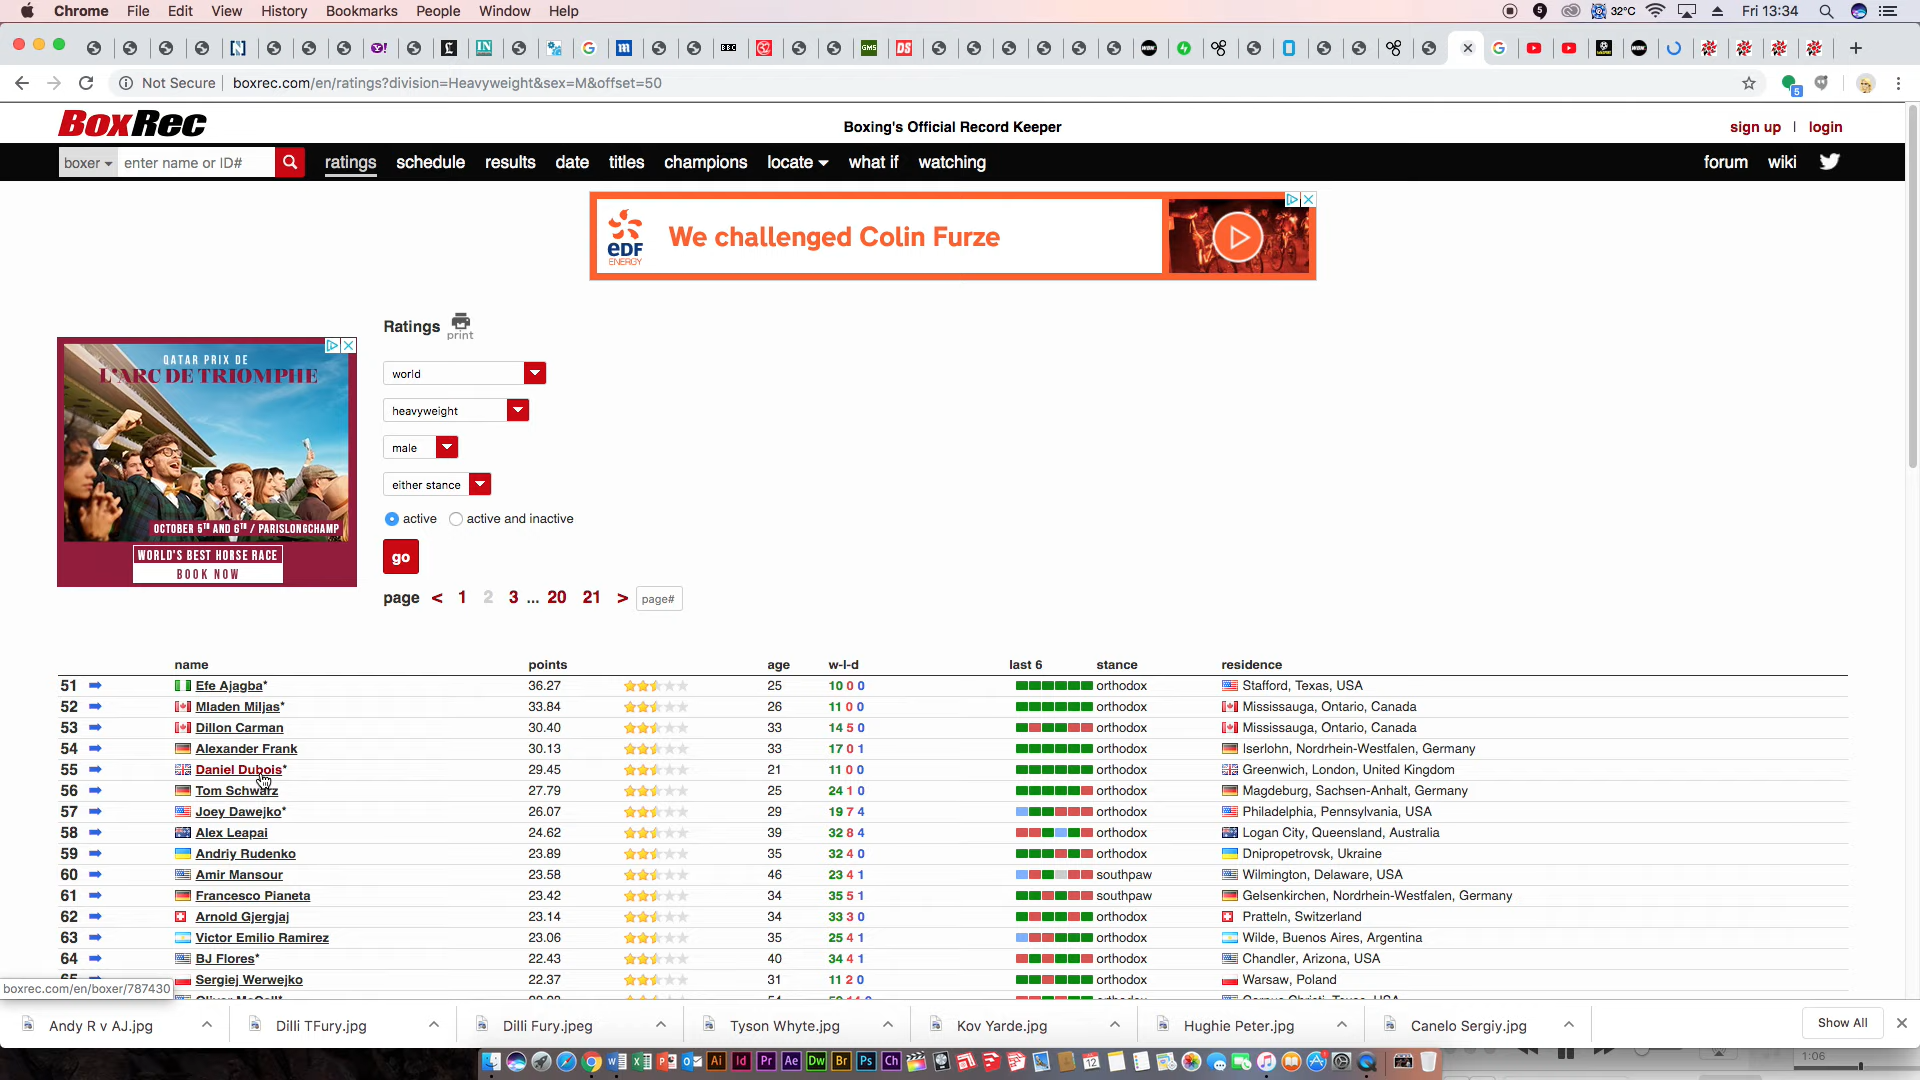 Chrome File Edit View History Bookmarks People Window Help 32°C Fri 13:34
Not Secure boxrec.com/en/ratings?division=Heavyweight&sex=M&offset=50
BoxRec Boxing's Official Record Keeper sign up | login
boxer enter name or ID# ratings schedule results date titles champions locate what if watching forum wiki
eDF ENERGY We challenged Colin Furze
Ratings print
QATAR PRIX DE
L'ARC DE TRIOMPHE
OCTOBER 5TH AND 6TH / PARISLONGCHAMP
WORLD'S BEST HORSE RACE
BOOK NOW
world
heavyweight
male
either stance
active active and inactive
go
page < 1 2 3 ... 20 21 > page#
name points age w-l-d last 6 stance residence
51 Efe Ajagba* 36.27 25 10 0 0 orthodox Stafford, Texas, USA
52 Mladen Miljas* 33.84 26 11 0 0 orthodox Mississauga, Ontario, Canada
53 Dillon Carman 30.40 33 14 5 0 orthodox Mississauga, Ontario, Canada
54 Alexander Frank 30.13 33 17 0 1 orthodox Iserlohn, Nordrhein-Westfalen, Germany
55 Daniel Dubois* 29.45 21 11 0 0 orthodox Greenwich, London, United Kingdom
56 Tom Schwarz 27.79 25 24 1 0 orthodox Magdeburg, Sachsen-Anhalt, Germany
57 Joey Dawejko* 26.07 29 19 7 4 orthodox Philadelphia, Pennsylvania, USA
58 Alex Leapai 24.62 39 32 8 4 orthodox Logan City, Queensland, Australia
59 Andriy Rudenko 23.89 35 32 4 0 orthodox Dnipropetrovsk, Ukraine
60 Amir Mansour 23.58 46 23 4 1 southpaw Wilmington, Delaware, USA
61 Francesco Pianeta 23.42 34 35 5 1 southpaw Gelsenkirchen, Nordrhein-Westfalen, Germany
62 Arnold Gjergjaj 23.14 34 33 3 0 orthodox Pratteln, Switzerland
63 Victor Emilio Ramirez 23.06 35 25 4 1 orthodox Wilde, Buenos Aires, Argentina
64 BJ Flores* 22.43 40 34 4 1 orthodox Chandler, Arizona, USA
65 Sergiej Werwejko 22.37 31 11 2 0 orthodox Warsaw, Poland
boxrec.com/en/boxer/787430
Andy R v AJ.jpg Dilli TFury.jpg Dilli Fury.jpeg Tyson Whyte.jpg Kov Yarde.jpg Hughie Peter.jpg Canelo Sergiy.jpg Show All
1:06